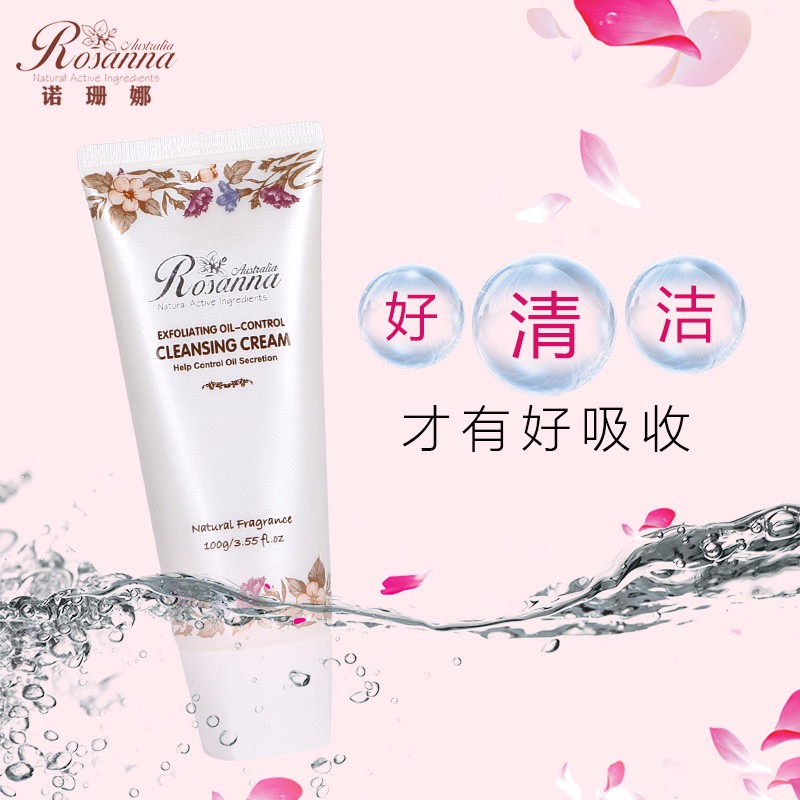 Australia
Rosanna
Natural Active Ingredients
诺珊娜
Australia
Rosanna
Natural Active Ingredients
EXFOLIATING OIL-CONTROL
CLEANSING CREAM
Help Control Oil Secretion
Natural Fragrance
100g/3.55 fl.oz
好清洁
才有好吸收